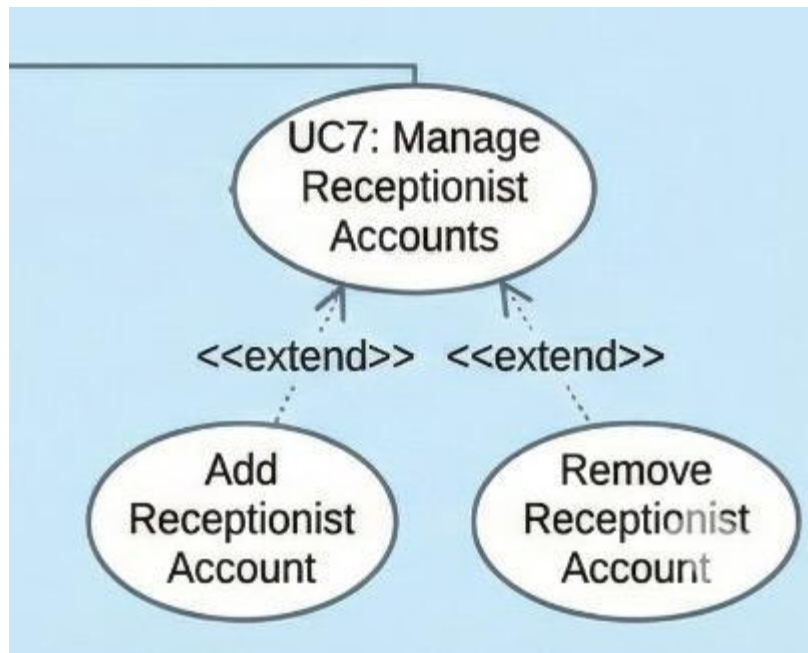 UC7: Manage
Receptionist
Accounts
<<extend>> <<extend>>
Add
Receptionist
Account
Remove
Receptionist
Account